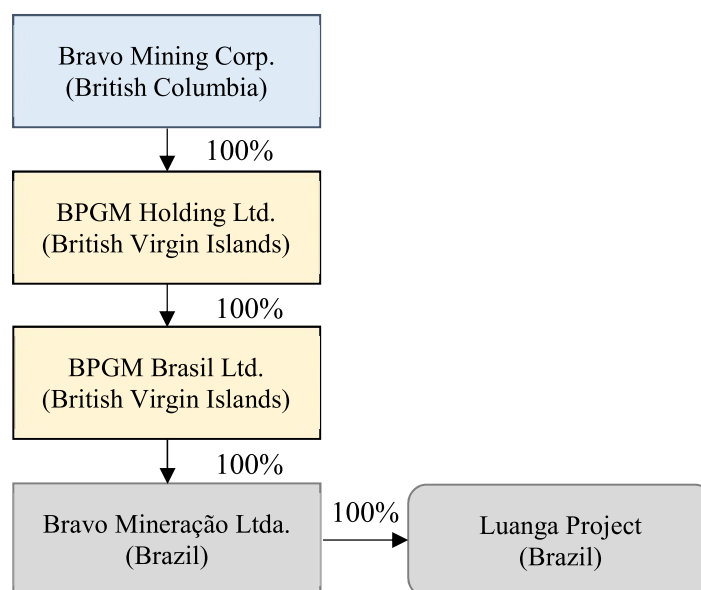 Bravo Mining Corp.
(British Columbia)
100%
BPGM Holding Ltd.
(British Virgin Islands)
100%
BPGM Brasil Ltd.
(British Virgin Islands)
100%
Bravo Mineração Ltda.
(Brazil)
100%
Luanga Project
(Brazil)